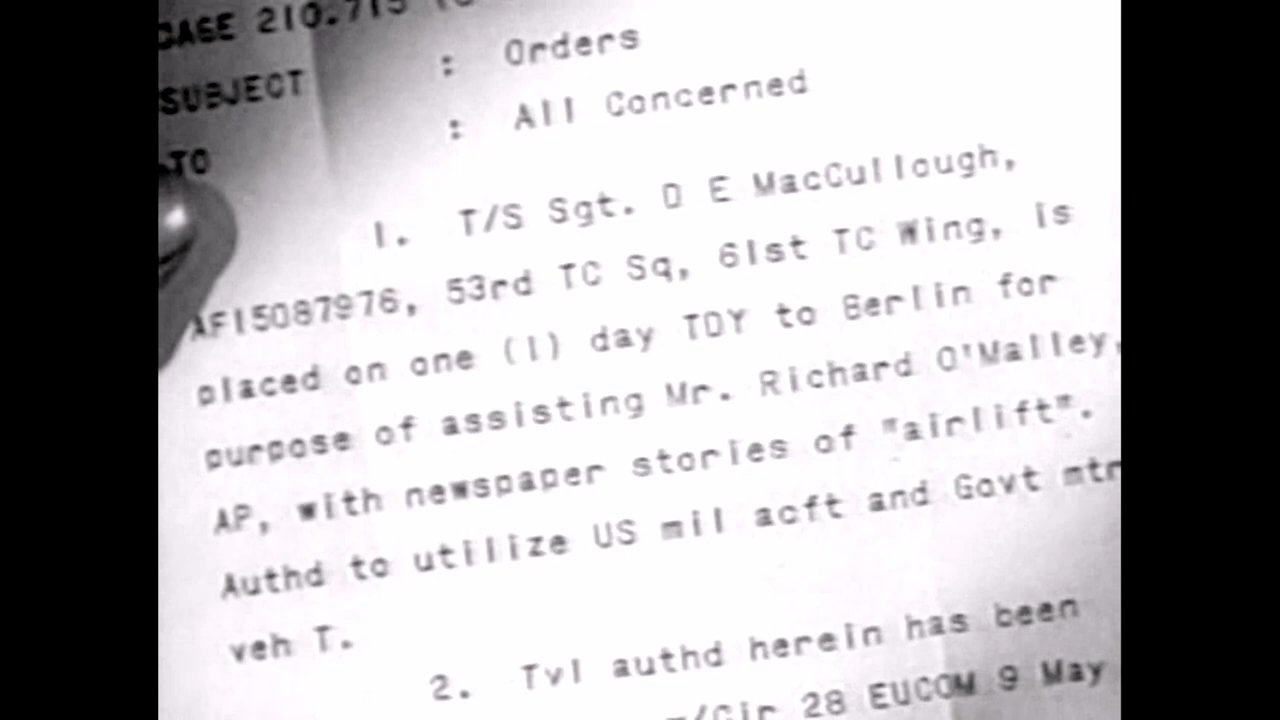 CASE 210.715
SUBJECT : Orders
TO : All Concerned
1. T/S Sgt. D E MacCullough,
AF15087976, 53rd TC Sq, 61st TC Wing, is
placed on one (1) day TDY to Berlin for
purpose of assisting Mr. Richard O'Malley,
AP, with newspaper stories of "airlift".
Authd to utilize US mil acft and Govt mtr
veh T.
2. Tvl authd herein has been
/Cir 28 EUCOM 9 May